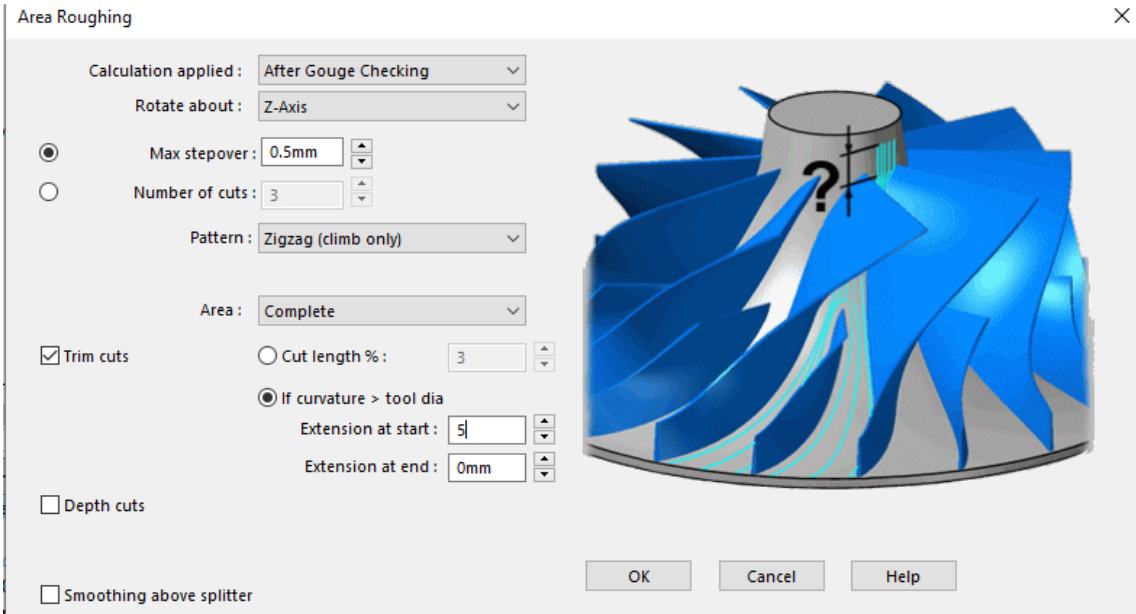 Area Roughing
Calculation applied : After Gouge Checking
Rotate about : Z-Axis
Max stepover : 0.5mm
Number of cuts : 3
Pattern : Zigzag (climb only)
Area : Complete
Trim cuts Cut length % : 3
If curvature > tool dia
Extension at start : 5
Extension at end : 0mm
Depth cuts
Smoothing above splitter
?
OK Cancel Help